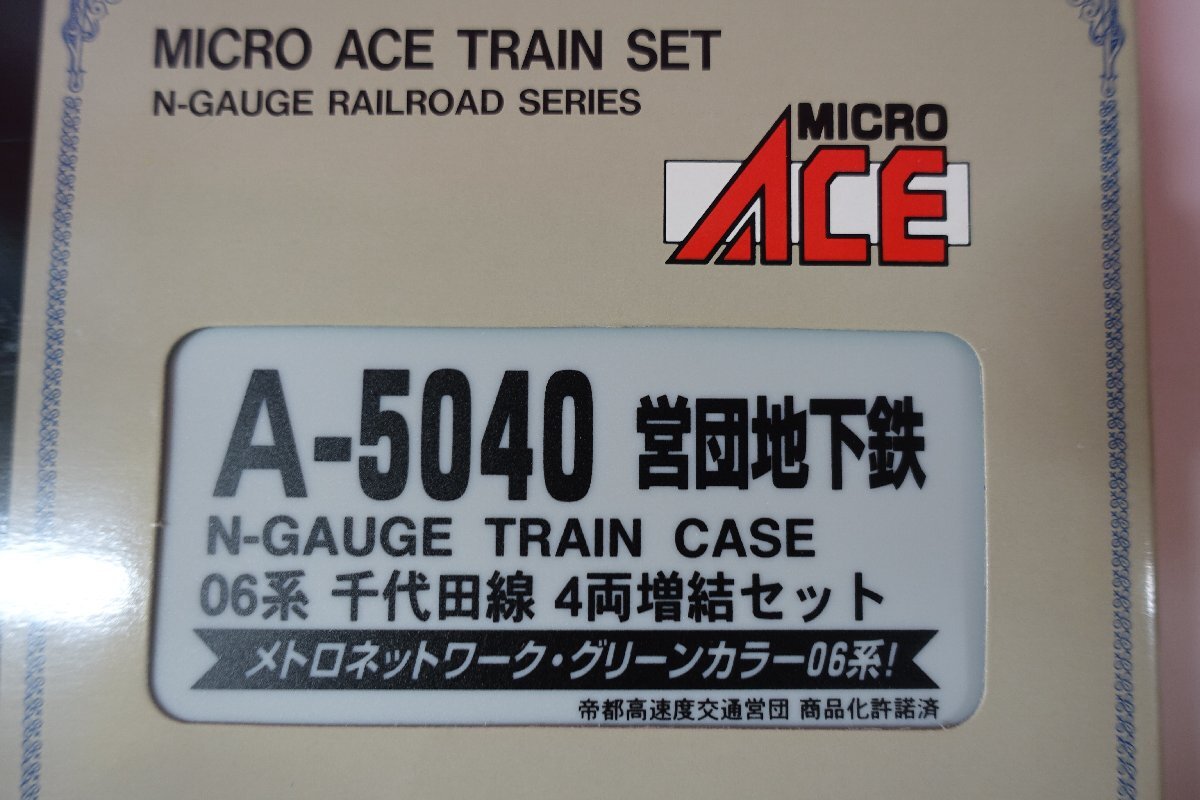 MICRO ACE TRAIN SET
N-GAUGE RAILROAD SERIES
MICRO
ACE
A-5040 営団地下鉄
N-GAUGE TRAIN CASE
06系 千代田線 4両増結セット
メトロネットワーク・グリーンカラー06系!
帝都高速度交通営団 商品化許諾済